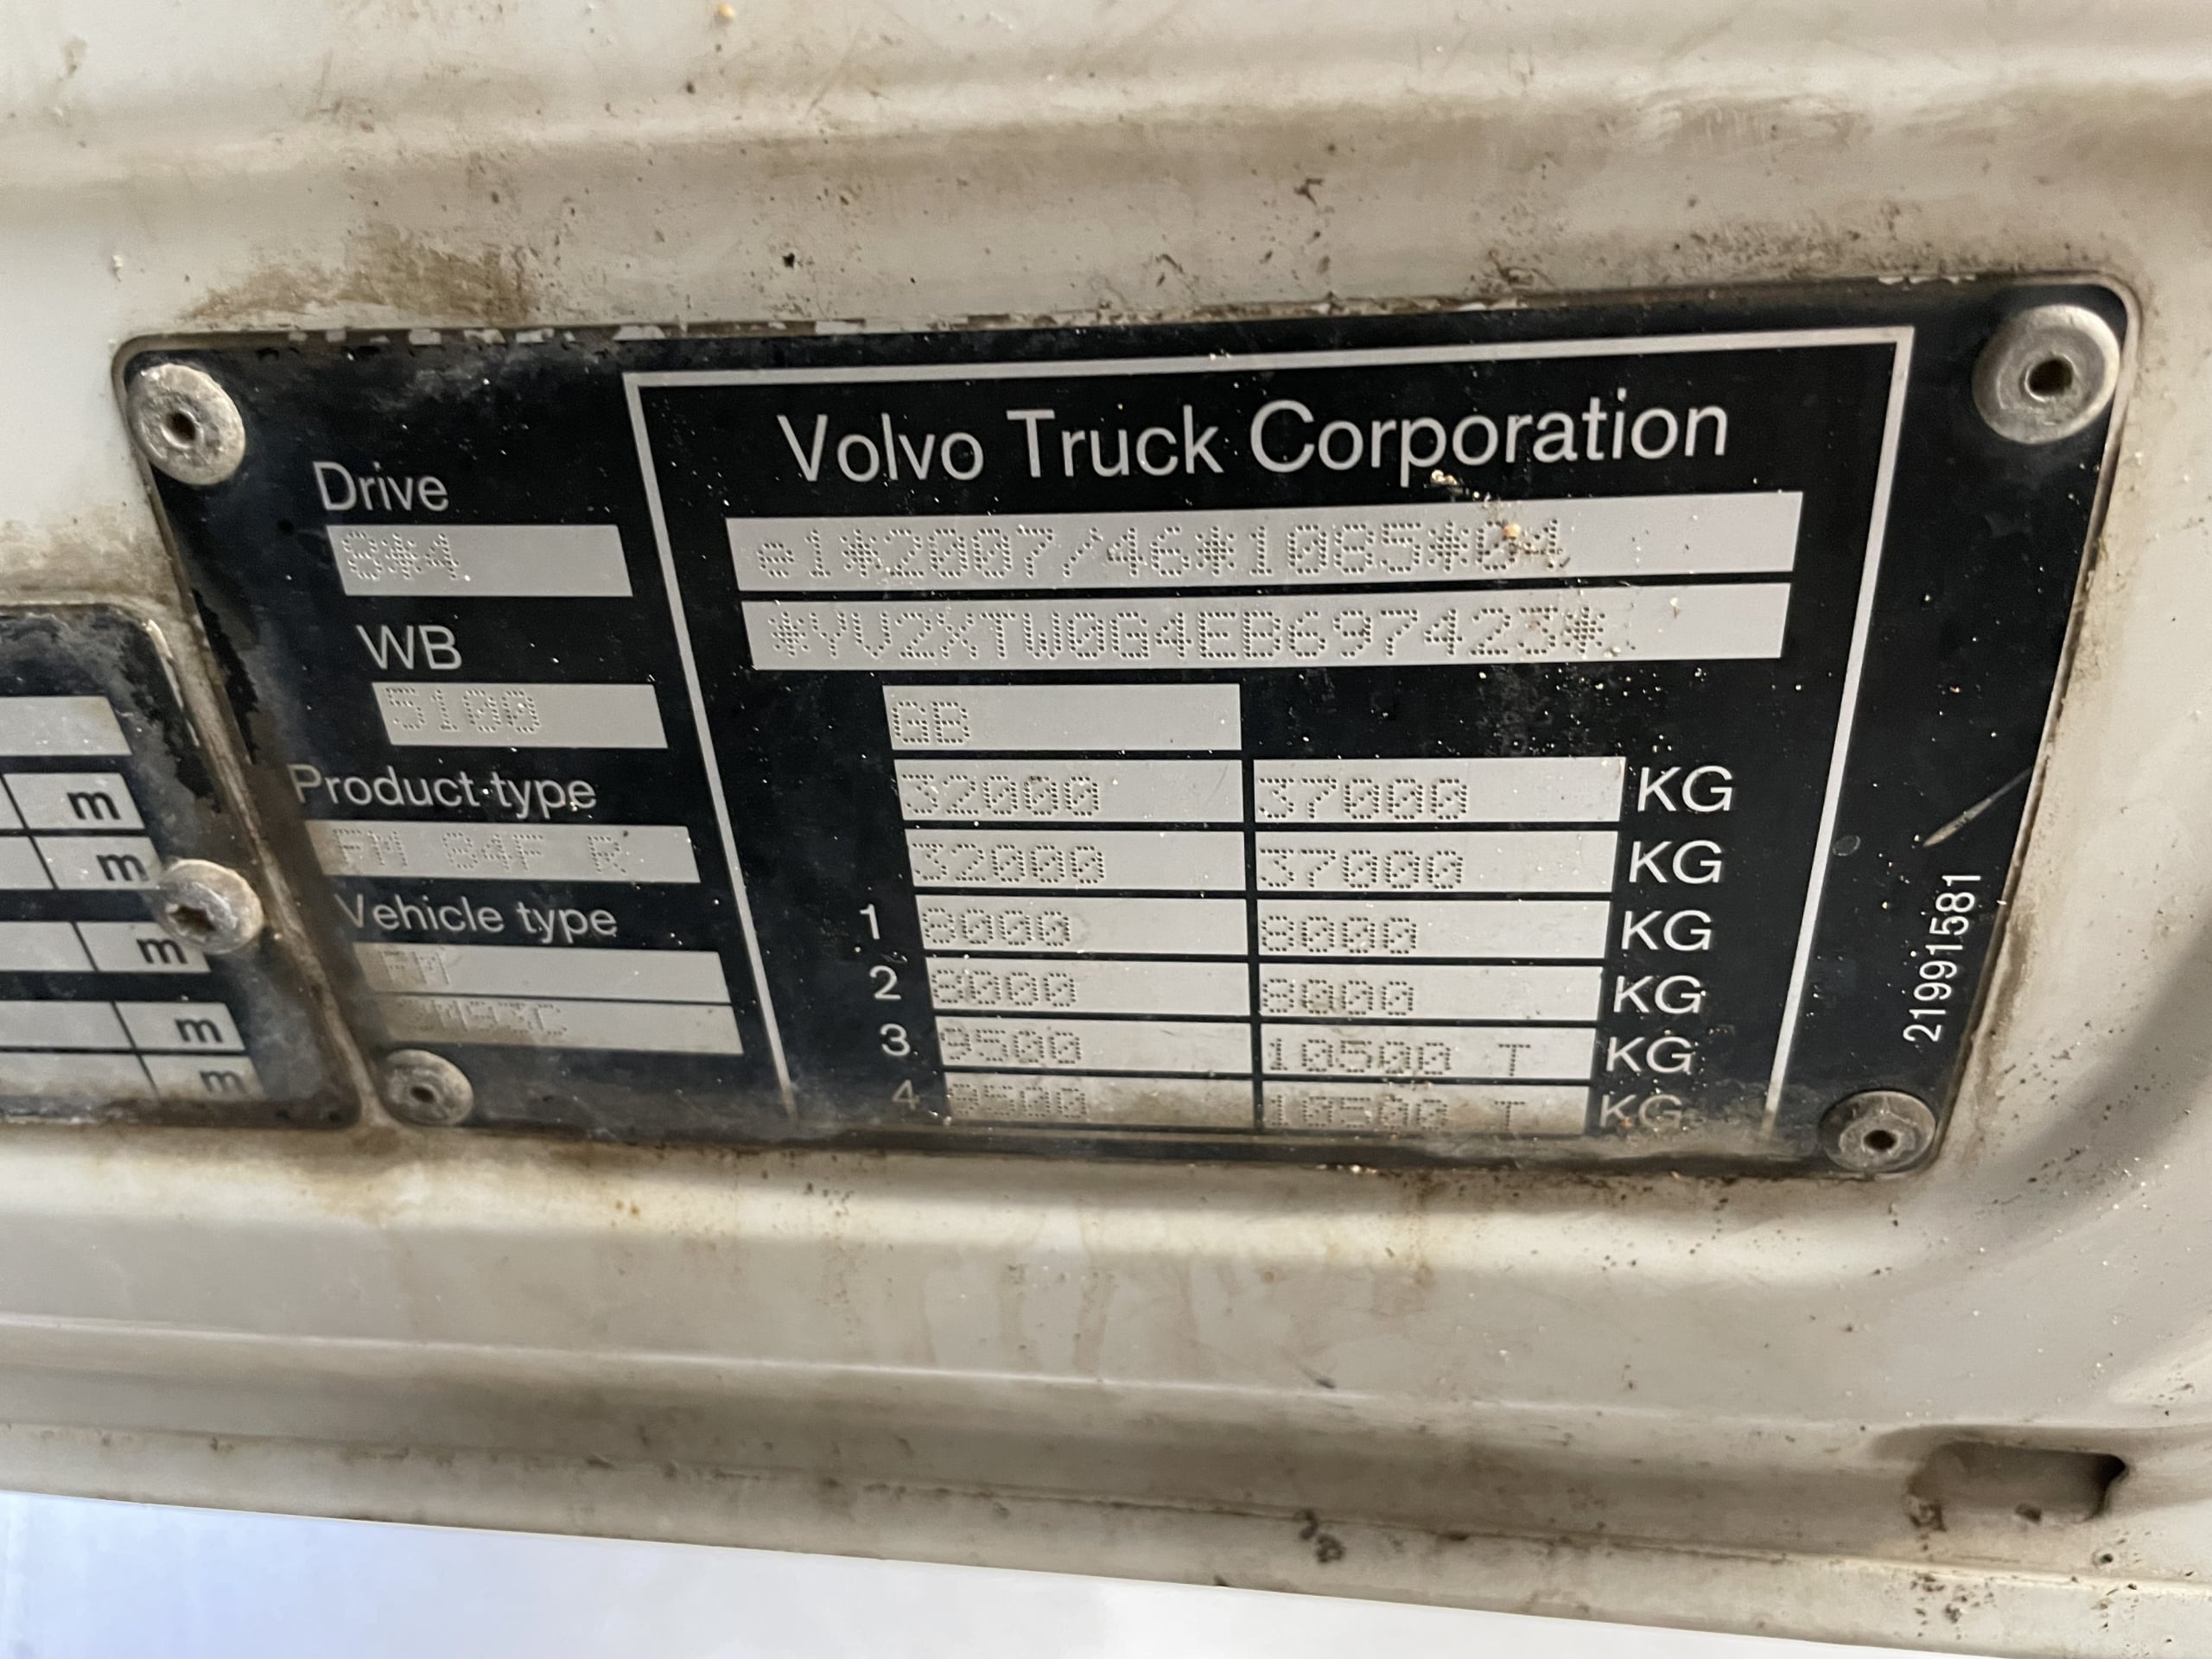 Volvo Truck Corporation
Drive
8*4
e1*2007/46*1085*04
*YV2XTW0G4EB697423*
WB
5100
GB
Product type
FM 84F R
32000 37000 KG
32000 37000 KG
Vehicle type
FM
1 8000 8000 KG
2 8000 8000 KG
3 9500 10500 T KG
4 9500 10500 T KG
21991581
m
m
m
m
m